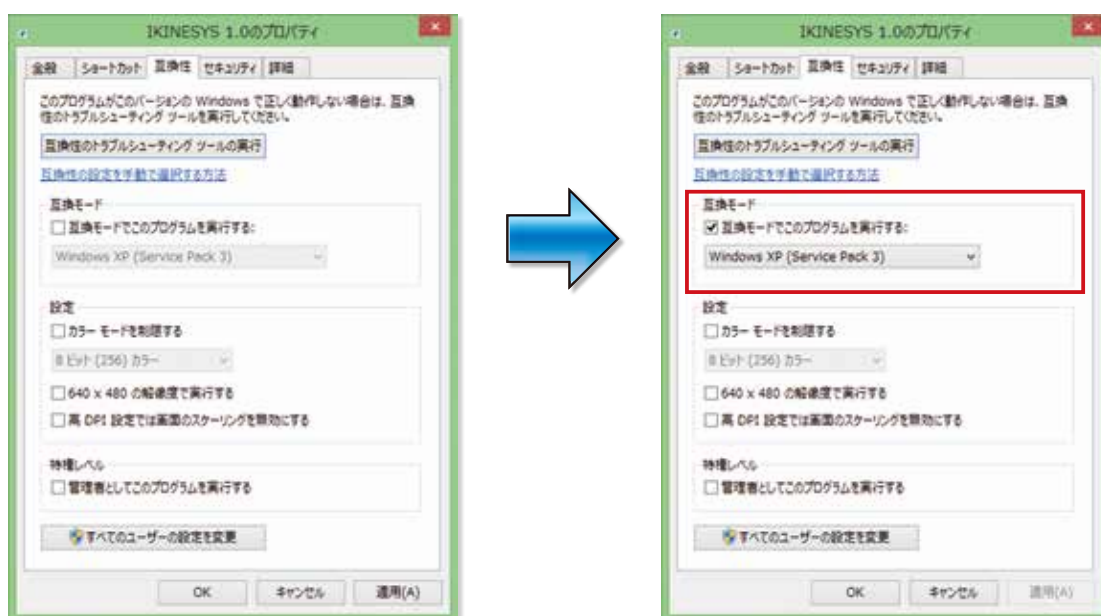 IKINESYS 1.0のプロパティ
全般 ショートカット 互換性 セキュリティ 詳細
このプログラムがこのバージョンの Windows で正しく動作しない場合は、互換
性のトラブルシューティング ツールを実行してください。
互換性のトラブルシューティング ツールの実行
互換性の設定を手動で選択する方法
互換モード
互換モードでこのプログラムを実行する:
Windows XP (Service Pack 3)
設定
カラー モードを制限する
8 ビット (256) カラー
640 x 480 の解像度で実行する
高 DPI 設定では画面のスケーリングを無効にする
特権レベル
管理者としてこのプログラムを実行する
すべてのユーザーの設定を変更
OK キャンセル 適用(A)
IKINESYS 1.0のプロパティ
全般 ショートカット 互換性 セキュリティ 詳細
このプログラムがこのバージョンの Windows で正しく動作しない場合は、互換
性のトラブルシューティング ツールを実行してください。
互換性のトラブルシューティング ツールの実行
互換性の設定を手動で選択する方法
互換モード
互換モードでこのプログラムを実行する:
Windows XP (Service Pack 3)
設定
カラー モードを制限する
8 ビット (256) カラー
640 x 480 の解像度で実行する
高 DPI 設定では画面のスケーリングを無効にする
特権レベル
管理者としてこのプログラムを実行する
すべてのユーザーの設定を変更
OK キャンセル 適用(A)